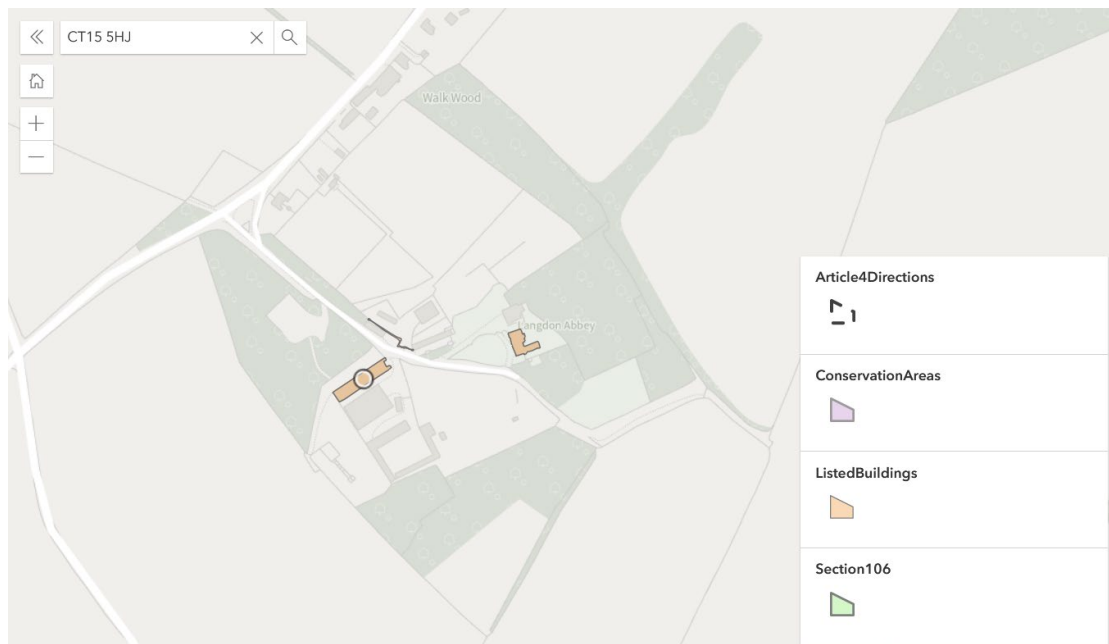 CT15 5HJ
Walk Wood
Langdon Abbey
Article4Directions
ConservationAreas
ListedBuildings
Section106